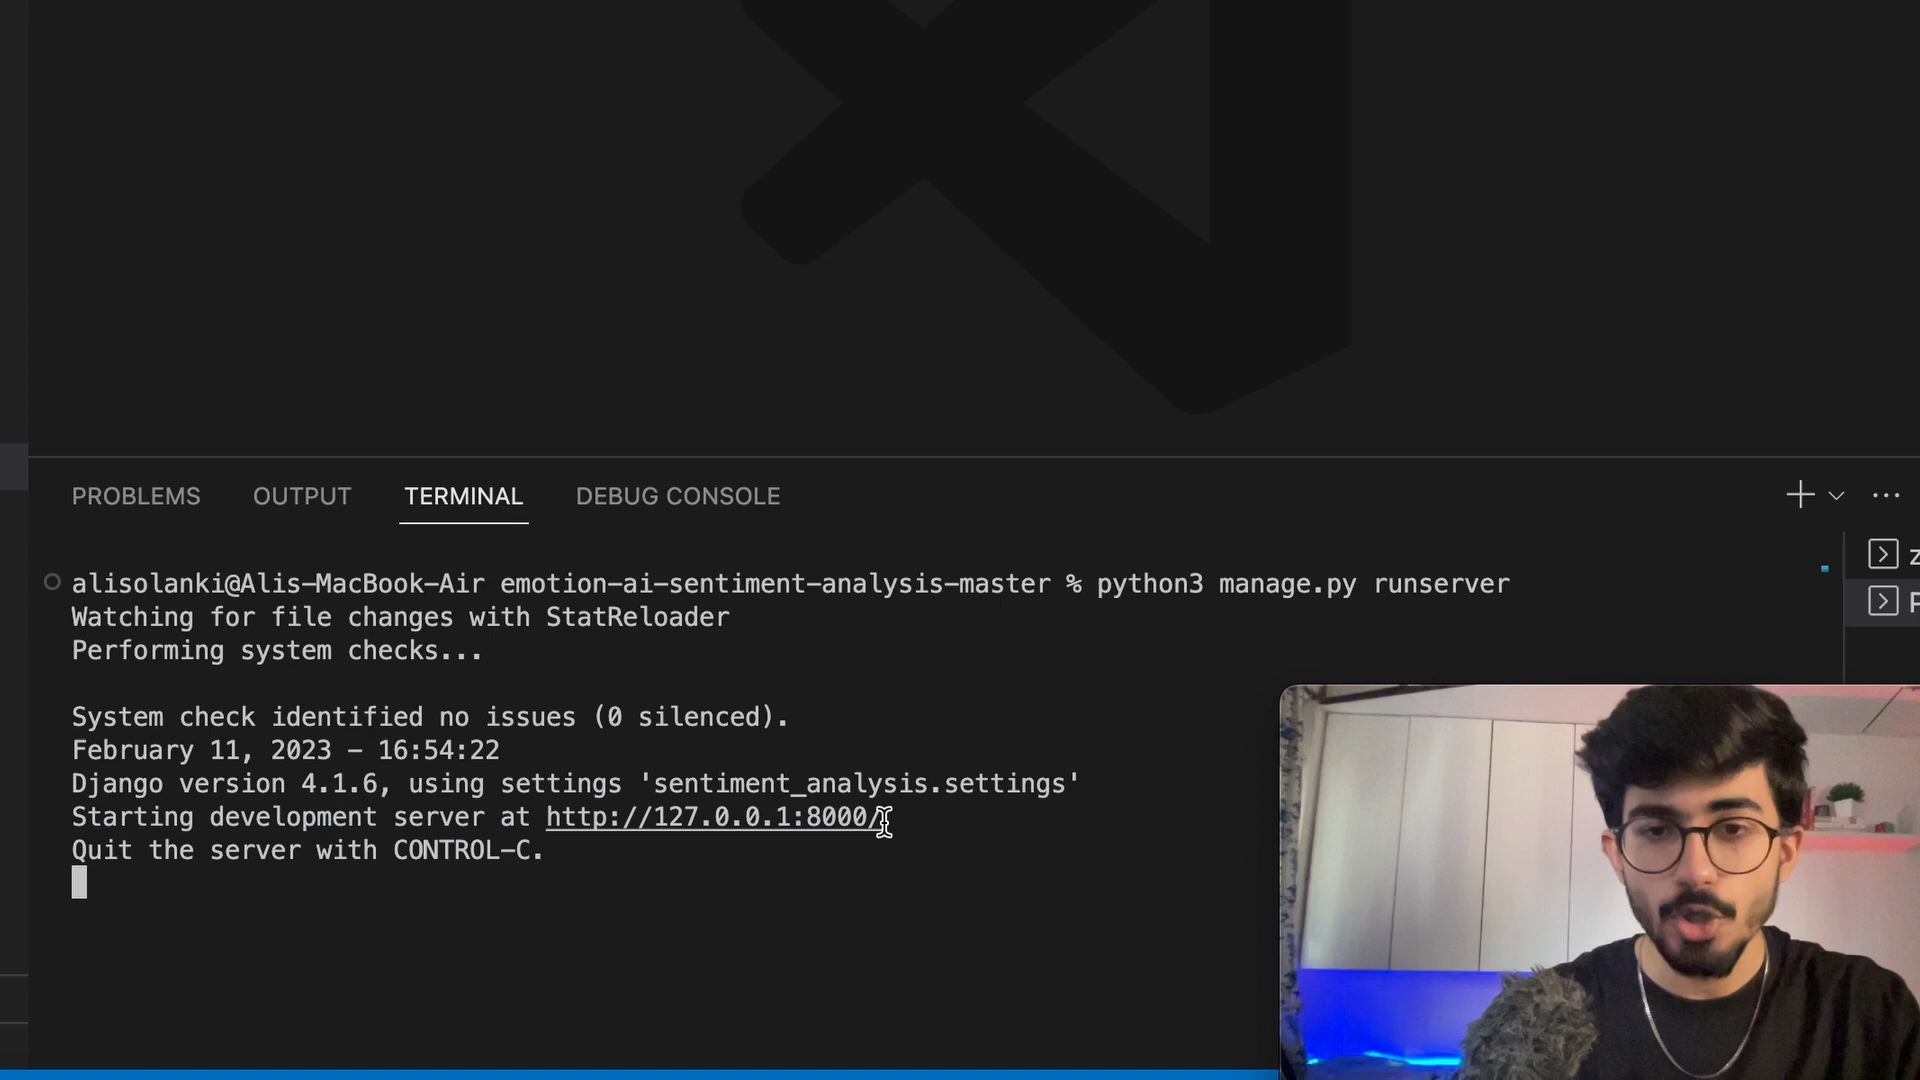 PROBLEMS OUTPUT TERMINAL DEBUG CONSOLE
alisolanki@Alis-MacBook-Air emotion-ai-sentiment-analysis-master % python3 manage.py runserver
Watching for file changes with StatReloader
Performing system checks...
System check identified no issues (0 silenced).
February 11, 2023 - 16:54:22
Django version 4.1.6, using settings 'sentiment_analysis.settings'
Starting development server at http://127.0.0.1:8000/
Quit the server with CONTROL-C.